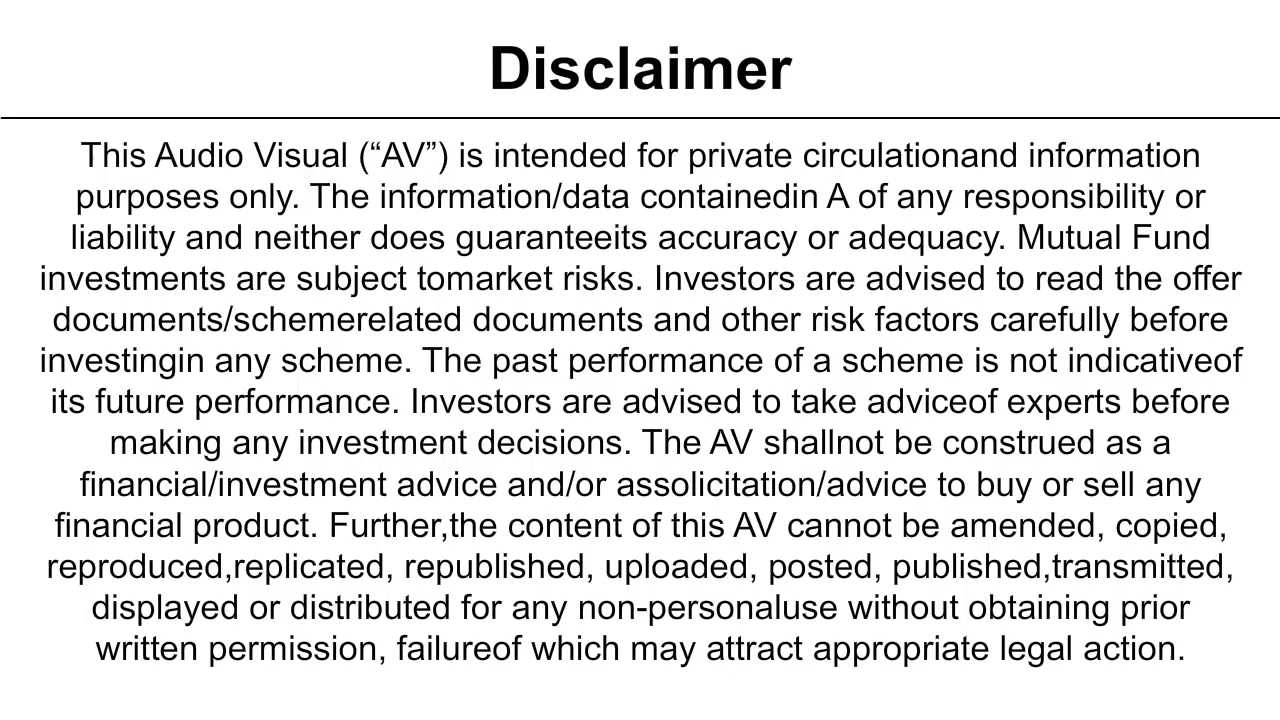 Disclaimer
This Audio Visual (“AV”) is intended for private circulationand information
purposes only. The information/data containedin A of any responsibility or
liability and neither does guaranteeits accuracy or adequacy. Mutual Fund
investments are subject tomarket risks. Investors are advised to read the offer
documents/schemerelated documents and other risk factors carefully before
investingin any scheme. The past performance of a scheme is not indicativeof
its future performance. Investors are advised to take adviceof experts before
making any investment decisions. The AV shallnot be construed as a
financial/investment advice and/or assolicitation/advice to buy or sell any
financial product. Further,the content of this AV cannot be amended, copied,
reproduced,replicated, republished, uploaded, posted, published,transmitted,
displayed or distributed for any non-personaluse without obtaining prior
written permission, failureof which may attract appropriate legal action.